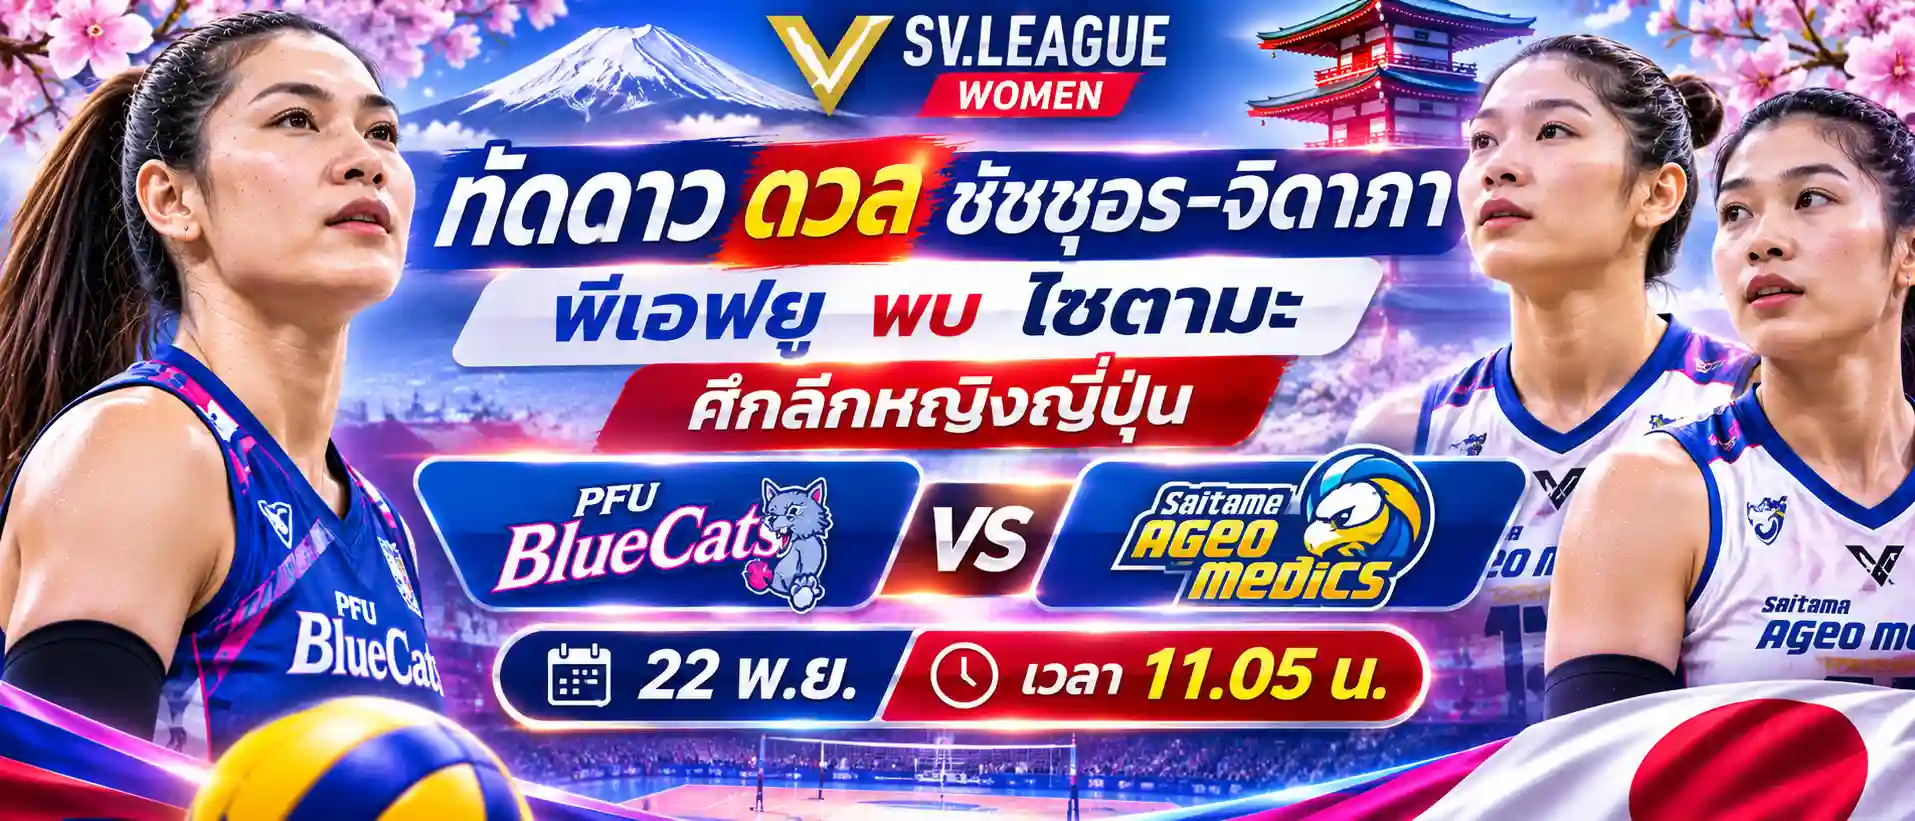 SV.LEAGUE
WOMEN
ทัดดาว ดวล ชัชชุอร-จิดาภา
พีเอฟยู พบ ไซตามะ
ศึกลีกหญิงญี่ปุ่น
PFU
BlueCats
VS
Saitame
AGEO
MEDICS
22 พ.ย.
เวลา 11.05 น.
PFU
BlueCats
EO M
Saitama
AGEO ME